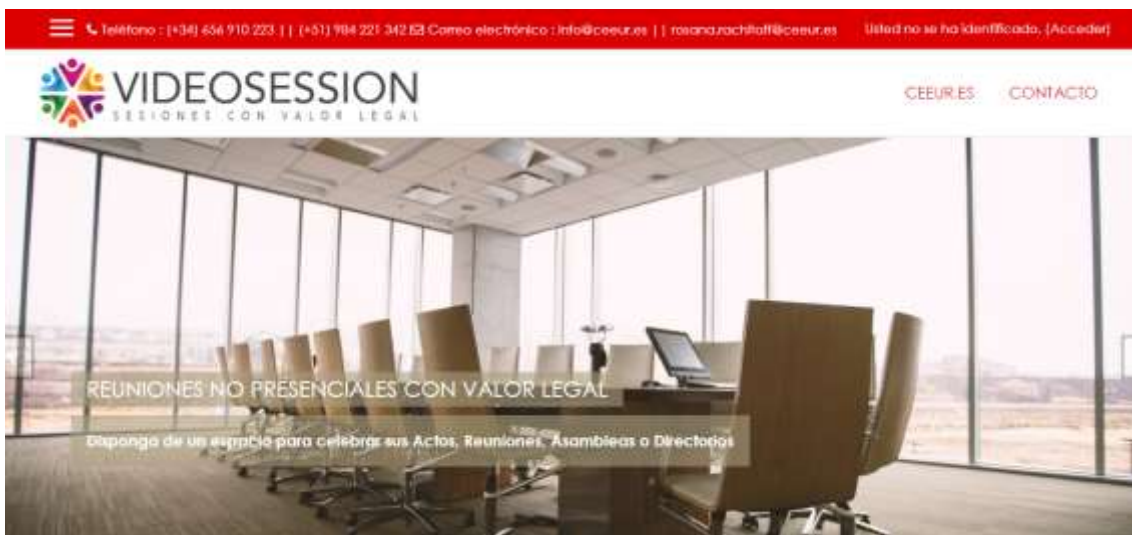 Teléfono : (+34) 656 910 223 || (+51) 984 221 342 Correo electrónico : info@ceeur.es || rosana.rachitoff@ceeur.es
Usted no se ha identificado. (Acceder)
VIDEOSESSION
SESIONES CON VALOR LEGAL
CEEUR.ES CONTACTO
REUNIONES NO PRESENCIALES CON VALOR LEGAL
Disponga de un espacio para celebrar sus Actos, Reuniones, Asambleas o Directorios